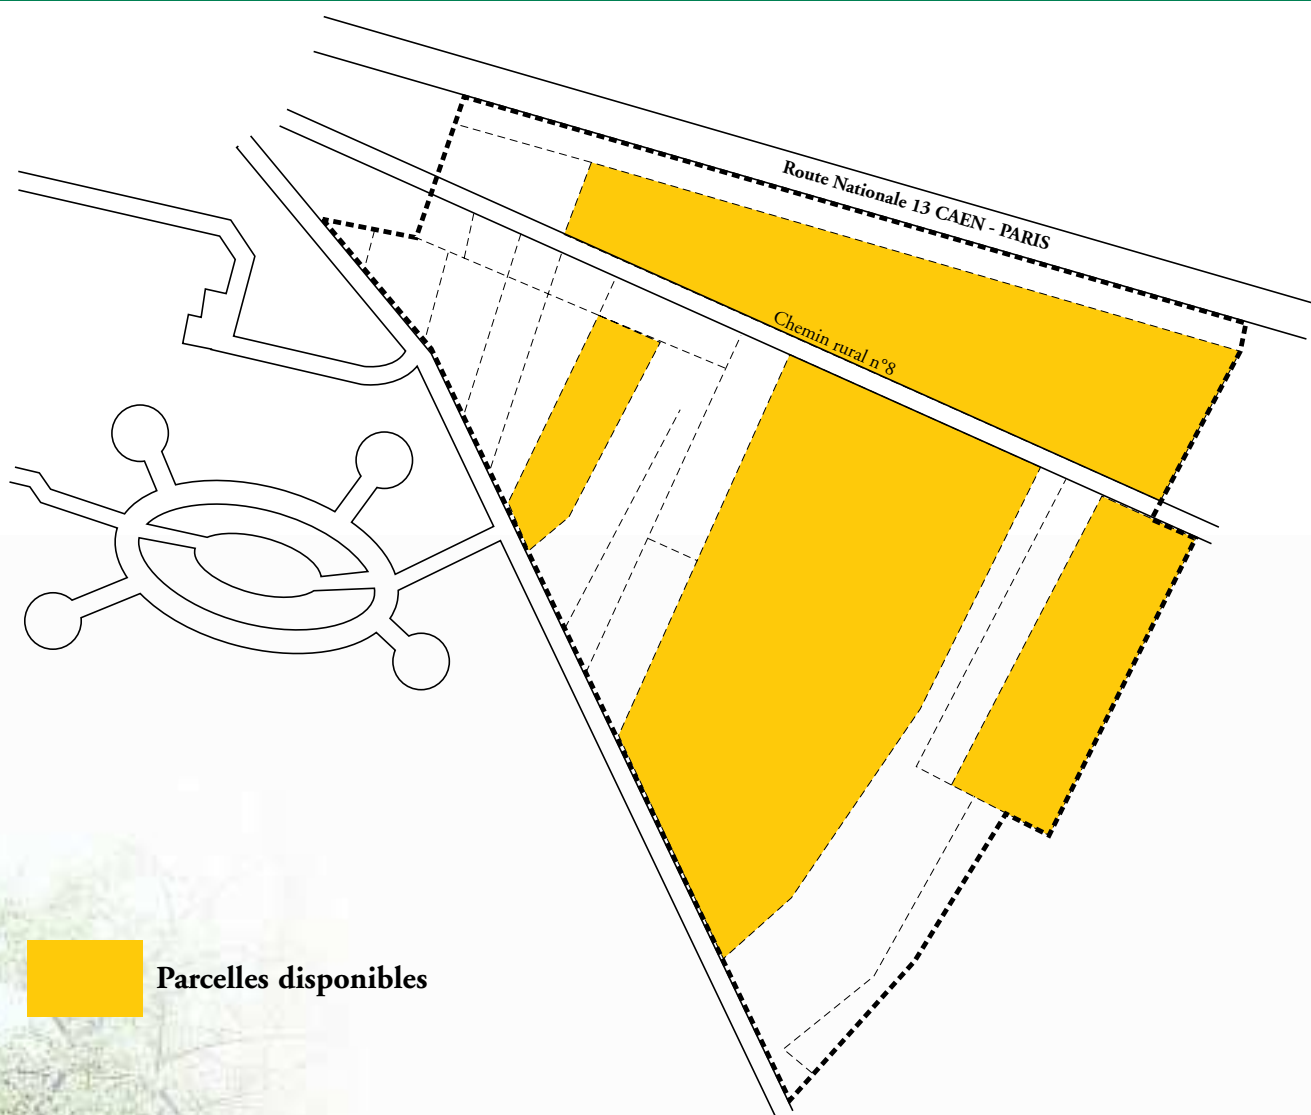 Route Nationale 13 CAEN - PARIS
Chemin rural n°8
Parcelles disponibles